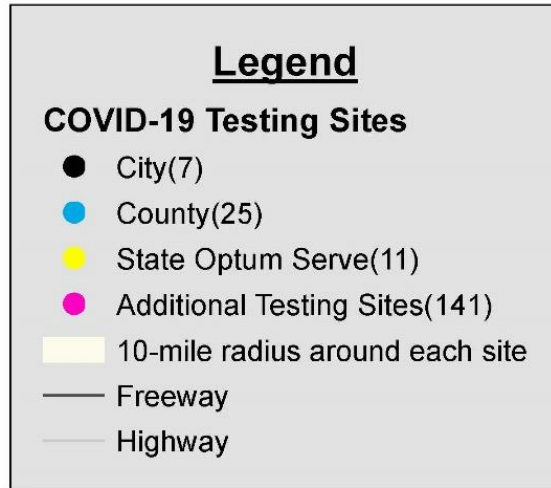 Legend
COVID-19 Testing Sites
City(7)
County(25)
State Optum Serve(11)
Additional Testing Sites(141)
10-mile radius around each site
Freeway
Highway